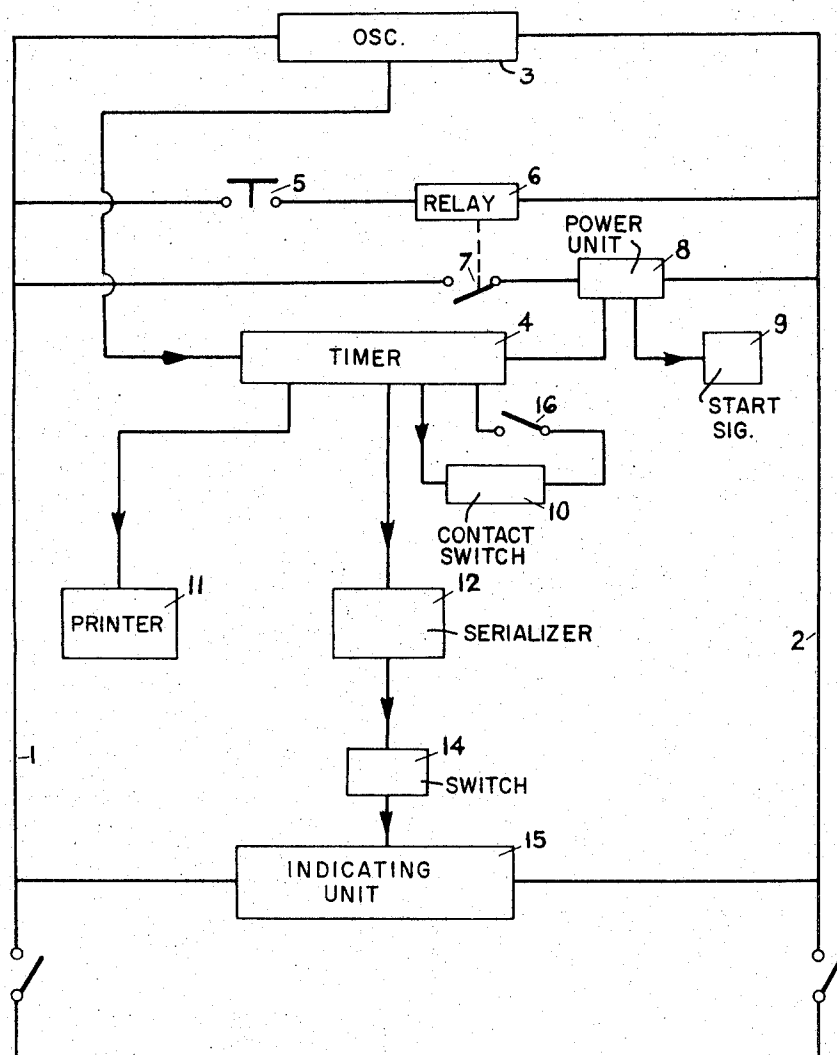 OSC.
3
5
6
RELAY
POWER
UNIT
7
8
4
9
TIMER
START
SIG.
16
10
CONTACT
SWITCH
11
12
PRINTER
SERIALIZER
2
1
14
SWITCH
15
INDICATING
UNIT